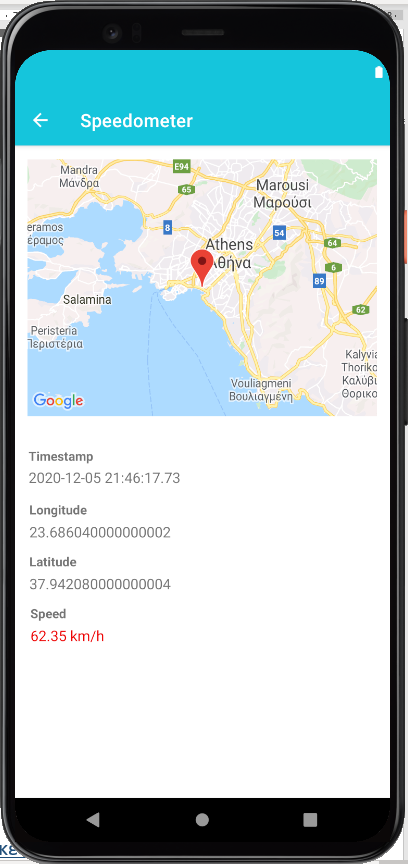 Speedometer
E94
Mandra
Μάνδρα
65
Marousi
Μαρούσι
eramos
έραμος
8
54
Athens
Αθήνα
64
6
89
Salamina
62
Peristeria
Περιστέρια
Kalyvia
Thoriko
Καλύβι
Θορικο
Vouliagmeni
Βουλιαγμένη
Google
Timestamp
2020-12-05 21:46:17.73
Longitude
23.686040000000002
Latitude
37.942080000000004
Speed
62.35 km/h